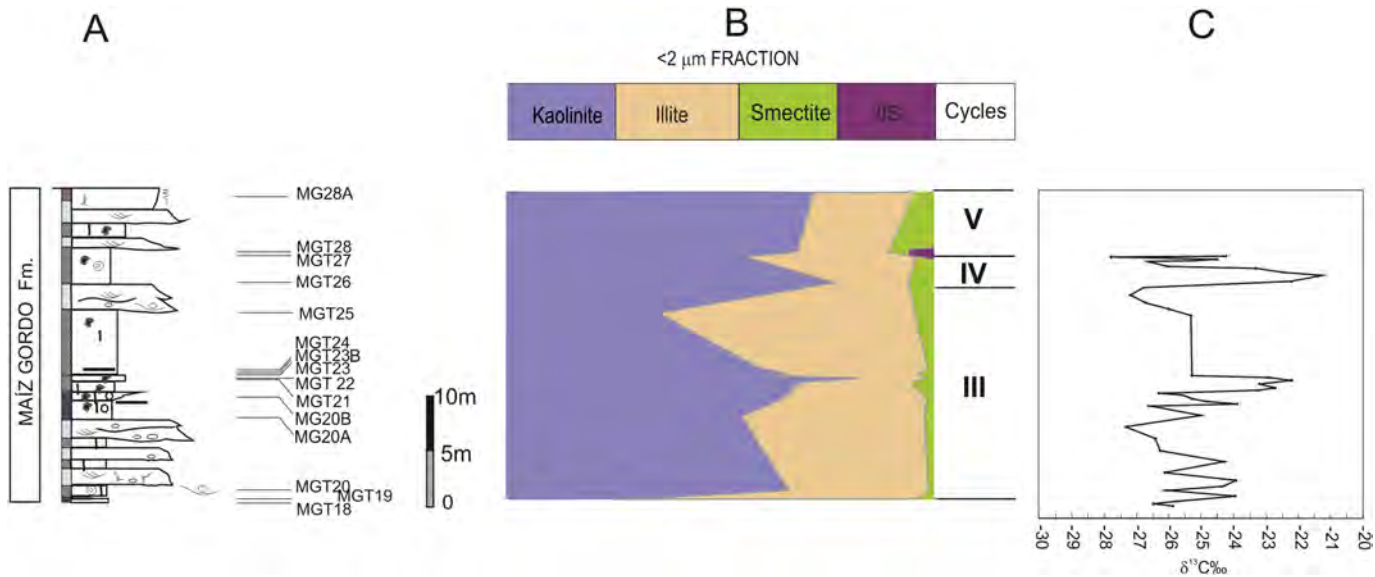 A
B
C
<2 µm FRACTION
Kaolinite
Illite
Smectite
I/S
Cycles
MAÍZ GORDO Fm.
MG28A
MGT28
MGT27
MGT26
MGT25
MGT24
MGT23B
MGT23
MGT 22
MGT21
MG20B
MG20A
MGT20
MGT19
MGT18
10m
5m
0
V
IV
III
-30 -29 -28 -27 -26 -25 -24 -23 -22 -21 -20
δ¹³C‰